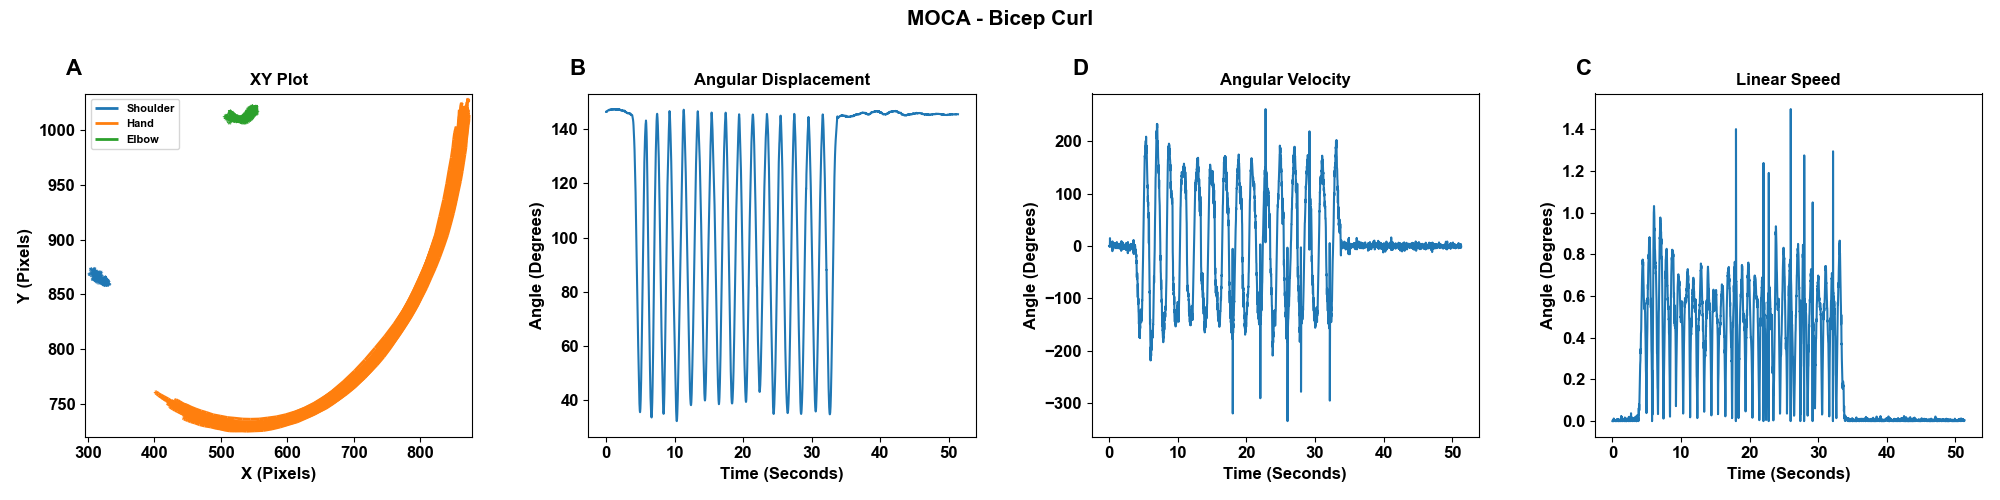 MOCA - Bicep Curl
A
XY Plot
Shoulder
Hand
Elbow
1000
950
900
850
800
750
300 400 500 600 700 800
Y (Pixels)
X (Pixels)
B
Angular Displacement
140
120
100
80
60
40
0 10 20 30 40 50
Angle (Degrees)
Time (Seconds)
D
Angular Velocity
200
100
0
−100
−200
−300
0 10 20 30 40 50
Angle (Degrees)
Time (Seconds)
C
Linear Speed
1.4
1.2
1.0
0.8
0.6
0.4
0.2
0.0
0 10 20 30 40 50
Angle (Degrees)
Time (Seconds)